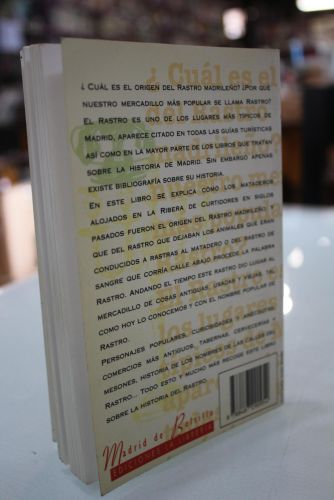 ¿ Cuál es el
¿ CUÁL ES EL ORIGEN DEL RASTRO MADRILEÑO? ¿POR QUÉ
NUESTRO MERCADILLO MÁS POPULAR SE LLAMA RASTRO?
EL RASTRO ES UNO DE LOS LUGARES MÁS TÍPICOS DE
MADRID, APARECE CITADO EN TODAS LAS GUÍAS TURÍSTICAS
ASÍ COMO EN LA MAYOR PARTE DE LOS LIBROS QUE TRATAN
SOBRE LA HISTORIA DE MADRID. SIN EMBARGO APENAS
EXISTE BIBLIOGRAFÍA SOBRE SU HISTORIA.
EN ESTE LIBRO SE EXPLICA CÓMO LOS MATADEROS
ALOJADOS EN LA RIBERA DE CURTIDORES EN SIGLOS
PASADOS FUERON EL ORIGEN DEL RASTRO MADRILEÑO Y
QUE DEL RASTRO QUE DEJABAN LOS ANIMALES QUE ERAN
CONDUCIDOS A RASTRAS AL MATADERO O DEL RASTRO DE
SANGRE QUE CORRÍA CALLE ABAJO PROCEDE LA PALABRA
RASTRO. ANDANDO EL TIEMPO ESTE RASTRO DIO LUGAR AL
MERCADILLO DE COSAS ANTIGUAS, USADAS Y VIEJAS, TAL
COMO HOY LO CONOCEMOS Y CON EL NOMBRE POPULAR DE
RASTRO.
los lugares
PERSONAJES POPULARES, CURIOSIDADES Y ANÉCDOTAS,
COMERCIOS MÁS ANTIGUOS, TABERNAS, CERVECERÍAS Y
MESONES, HISTORIA DE LOS NOMBRES DE LAS CALLES DEL
RASTRO... TODO ESTO Y MUCHO MÁS RECOGE ESTE LIBRO
SOBRE LA HISTORIA DEL RASTRO.
Madrid de Bolsillo
EDICIONES LA LIBRERÍA